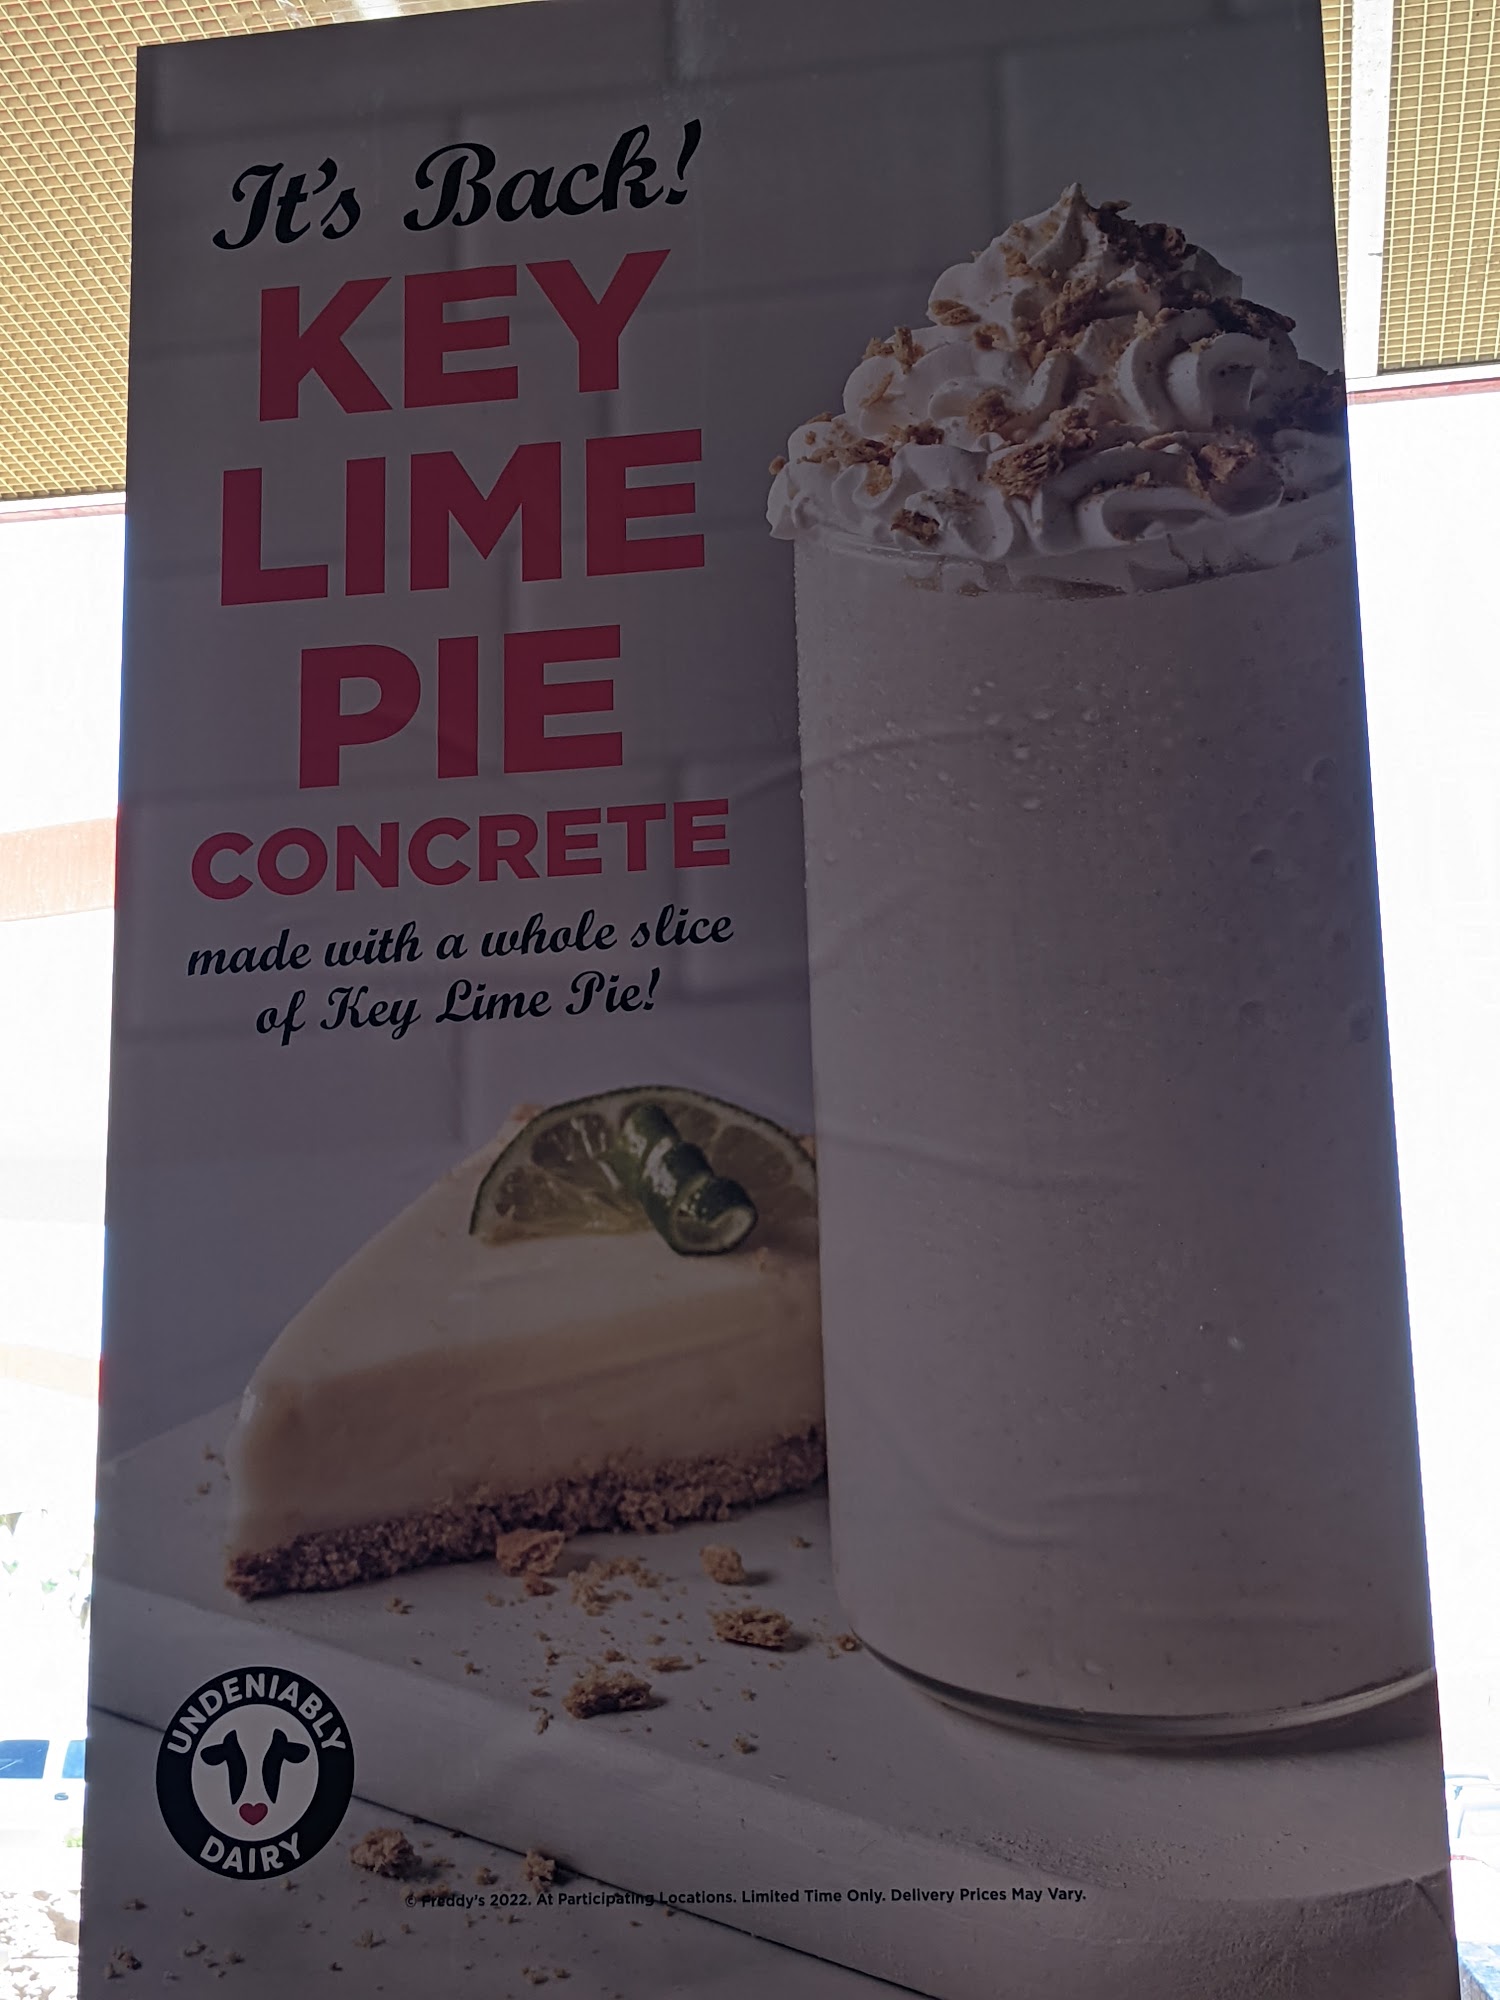 It's Back!
KEY
LIME
PIE
CONCRETE
made with a whole slice
of Key Lime Pie!
UNDENIABLY
DAIRY
© Freddy's 2022. At Participating Locations. Limited Time Only. Delivery Prices May Vary.